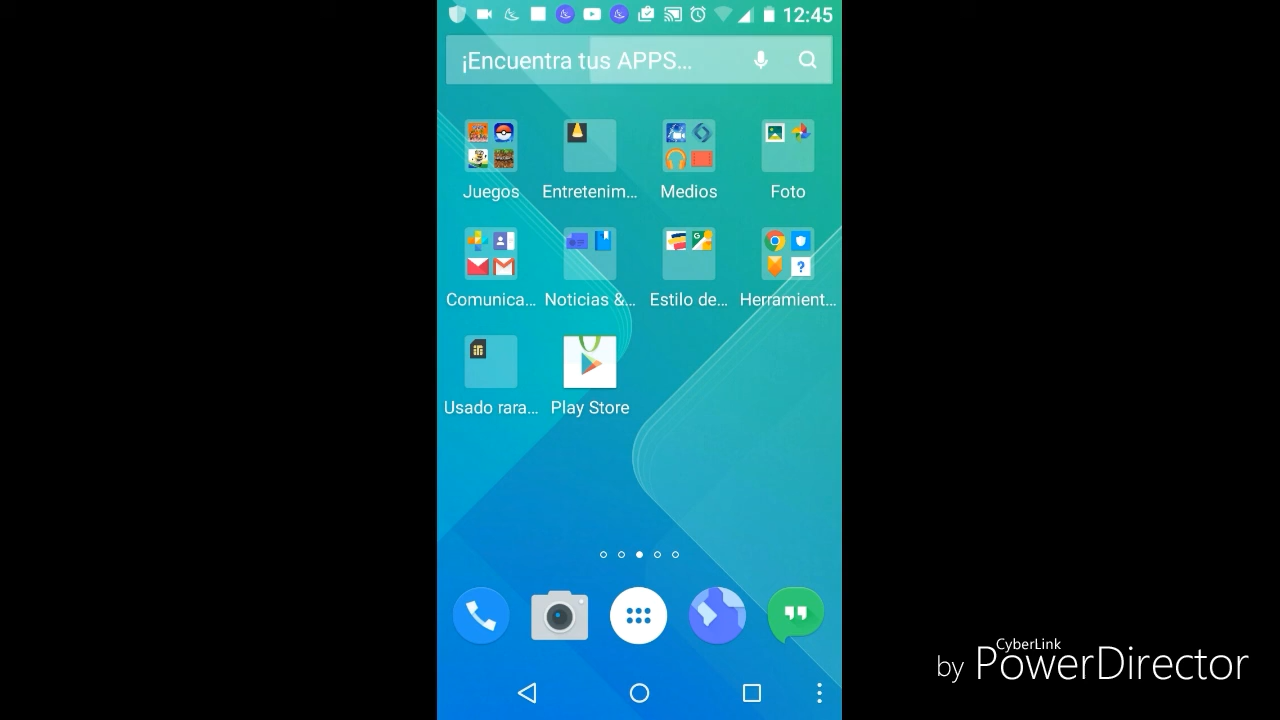 12:45
¡Encuentra tus APPS...
Juegos
Entretenim...
Medios
Foto
Comunica...
Noticias &...
Estilo de...
Herramient...
Usado rara...
Play Store
CyberLink
by PowerDirector